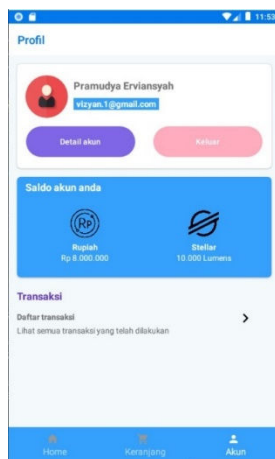 11:53
Profil
Pramudya Erviansyah
vizyan.1@gmail.com
Detail akun
Keluar
Saldo akun anda
Rp
Rupiah
Stellar
Rp 8.000.000
10.000 Lumens
Transaksi
Daftar transaksi
Lihat semua transaksi yang telah dilakukan
Home
Keranjang
Akun